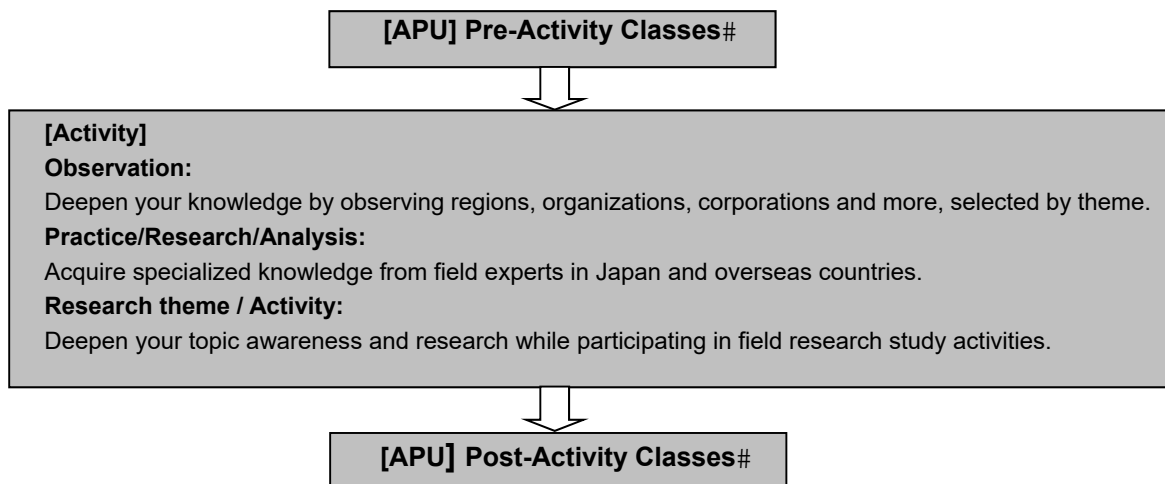 [APU] Pre-Activity Classes#
[Activity]
Observation:
Deepen your knowledge by observing regions, organizations, corporations and more, selected by theme.
Practice/Research/Analysis:
Acquire specialized knowledge from field experts in Japan and overseas countries.
Research theme / Activity:
Deepen your topic awareness and research while participating in field research study activities.
[APU] Post-Activity Classes#